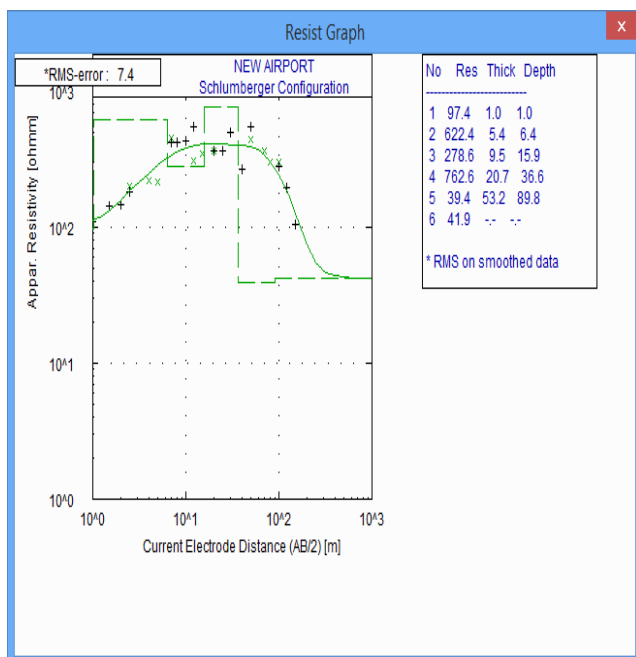 Resist Graph
x
*RMS-error : 7.4
NEW AIRPORT
Schlumberger Configuration
10^3
10^2
10^1
10^0
Appar. Resistivity [ohmm]
10^0 10^1 10^2 10^3
Current Electrode Distance (AB/2) [m]
No Res Thick Depth
--------------------------
1 97.4 1.0 1.0
2 622.4 5.4 6.4
3 278.6 9.5 15.9
4 762.6 20.7 36.6
5 39.4 53.2 89.8
6 41.9 -.- -.-
* RMS on smoothed data